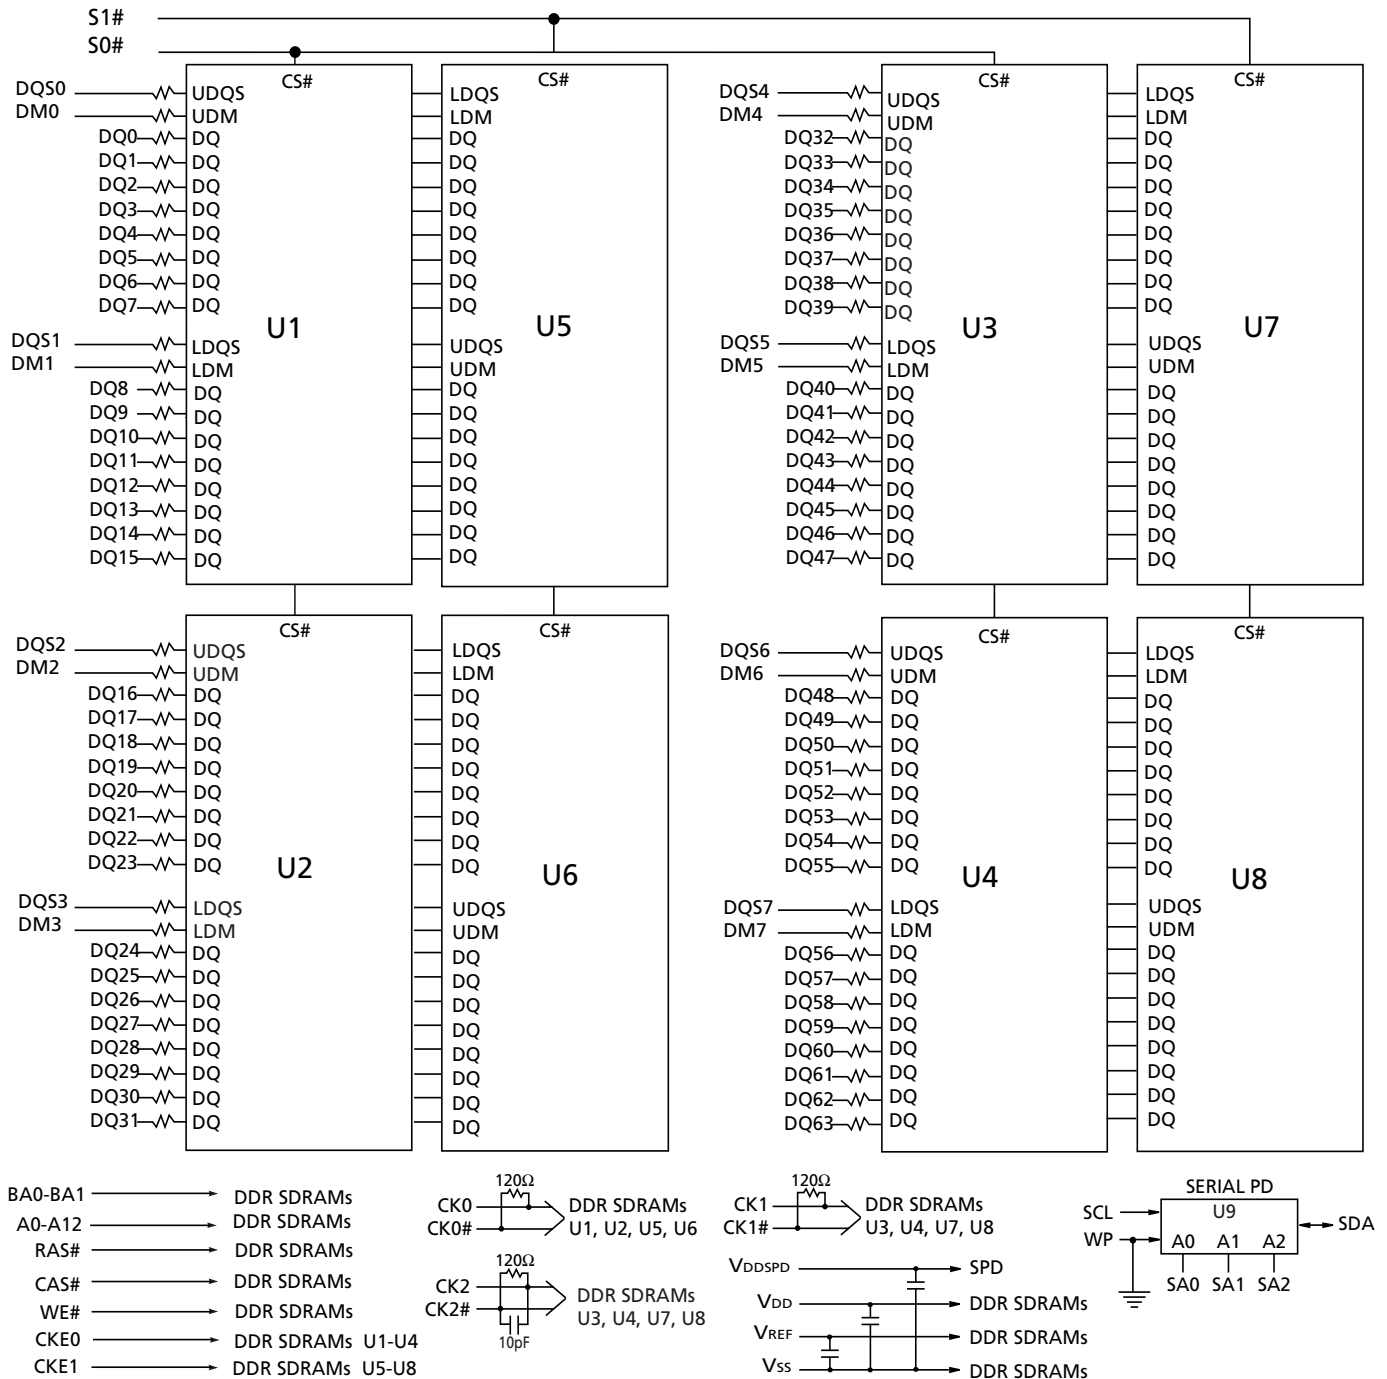 S1#
S0#
CS#
CS#
CS#
CS#
DQS0 UDQS LDQS DQS4 UDQS LDQS
DM0 UDM LDM DM4 UDM LDM
DQ0 DQ DQ DQ32 DQ DQ
DQ1 DQ DQ DQ33 DQ DQ
DQ2 DQ DQ DQ34 DQ DQ
DQ3 DQ DQ DQ35 DQ DQ
DQ4 DQ DQ DQ36 DQ DQ
DQ5 DQ DQ DQ37 DQ DQ
DQ6 DQ DQ DQ38 DQ DQ
DQ7 DQ DQ DQ39 DQ DQ
U1 U5 U3 U7
DQS1 LDQS UDQS DQS5 LDQS UDQS
DM1 LDM UDM DM5 LDM UDM
DQ8 DQ DQ DQ40 DQ DQ
DQ9 DQ DQ DQ41 DQ DQ
DQ10 DQ DQ DQ42 DQ DQ
DQ11 DQ DQ DQ43 DQ DQ
DQ12 DQ DQ DQ44 DQ DQ
DQ13 DQ DQ DQ45 DQ DQ
DQ14 DQ DQ DQ46 DQ DQ
DQ15 DQ DQ DQ47 DQ DQ
CS#
CS#
CS#
CS#
DQS2 UDQS LDQS DQS6 UDQS LDQS
DM2 UDM LDM DM6 UDM LDM
DQ16 DQ DQ DQ48 DQ DQ
DQ17 DQ DQ DQ49 DQ DQ
DQ18 DQ DQ DQ50 DQ DQ
DQ19 DQ DQ DQ51 DQ DQ
DQ20 DQ DQ DQ52 DQ DQ
DQ21 DQ DQ DQ53 DQ DQ
DQ22 DQ DQ DQ54 DQ DQ
DQ23 DQ DQ DQ55 DQ DQ
U2 U6 U4 U8
DQS3 LDQS UDQS DQS7 LDQS UDQS
DM3 LDM UDM DM7 LDM UDM
DQ24 DQ DQ DQ56 DQ DQ
DQ25 DQ DQ DQ57 DQ DQ
DQ26 DQ DQ DQ58 DQ DQ
DQ27 DQ DQ DQ59 DQ DQ
DQ28 DQ DQ DQ60 DQ DQ
DQ29 DQ DQ DQ61 DQ DQ
DQ30 DQ DQ DQ62 DQ DQ
DQ31 DQ DQ DQ63 DQ DQ
BA0-BA1 DDR SDRAMs
A0-A12 DDR SDRAMs
RAS# DDR SDRAMs
CAS# DDR SDRAMs
WE# DDR SDRAMs
CKE0 DDR SDRAMs U1-U4
CKE1 DDR SDRAMs U5-U8
120Ω
CK0 DDR SDRAMs
CK0# U1, U2, U5, U6
120Ω
CK2 DDR SDRAMs
CK2# U3, U4, U7, U8
10pF
120Ω
CK1 DDR SDRAMs
CK1# U3, U4, U7, U8
VDDSPD SPD
VDD DDR SDRAMs
VREF DDR SDRAMs
VSS DDR SDRAMs
SERIAL PD
SCL U9 SDA
WP A0 A1 A2
SA0 SA1 SA2